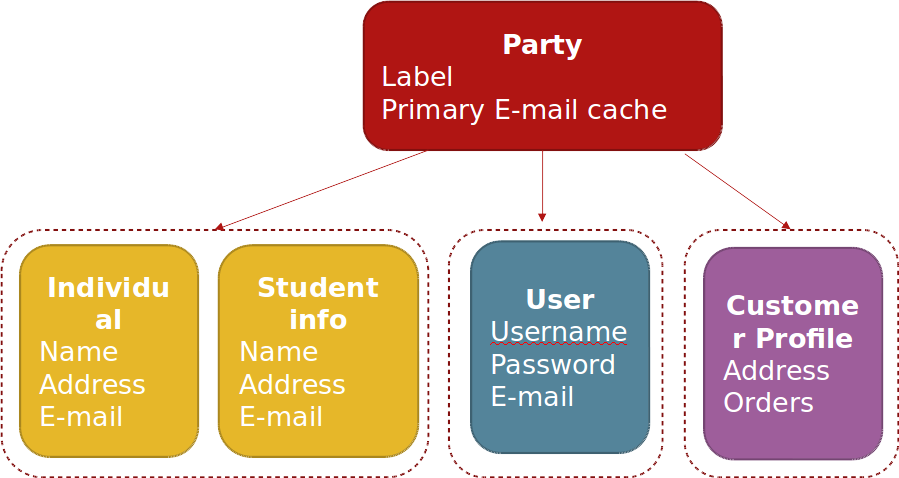 Party
Label
Primary E-mail cache
Individu
al
Name
Address
E-mail
Student
info
Name
Address
E-mail
User
Username
Password
E-mail
Custome
r Profile
Address
Orders